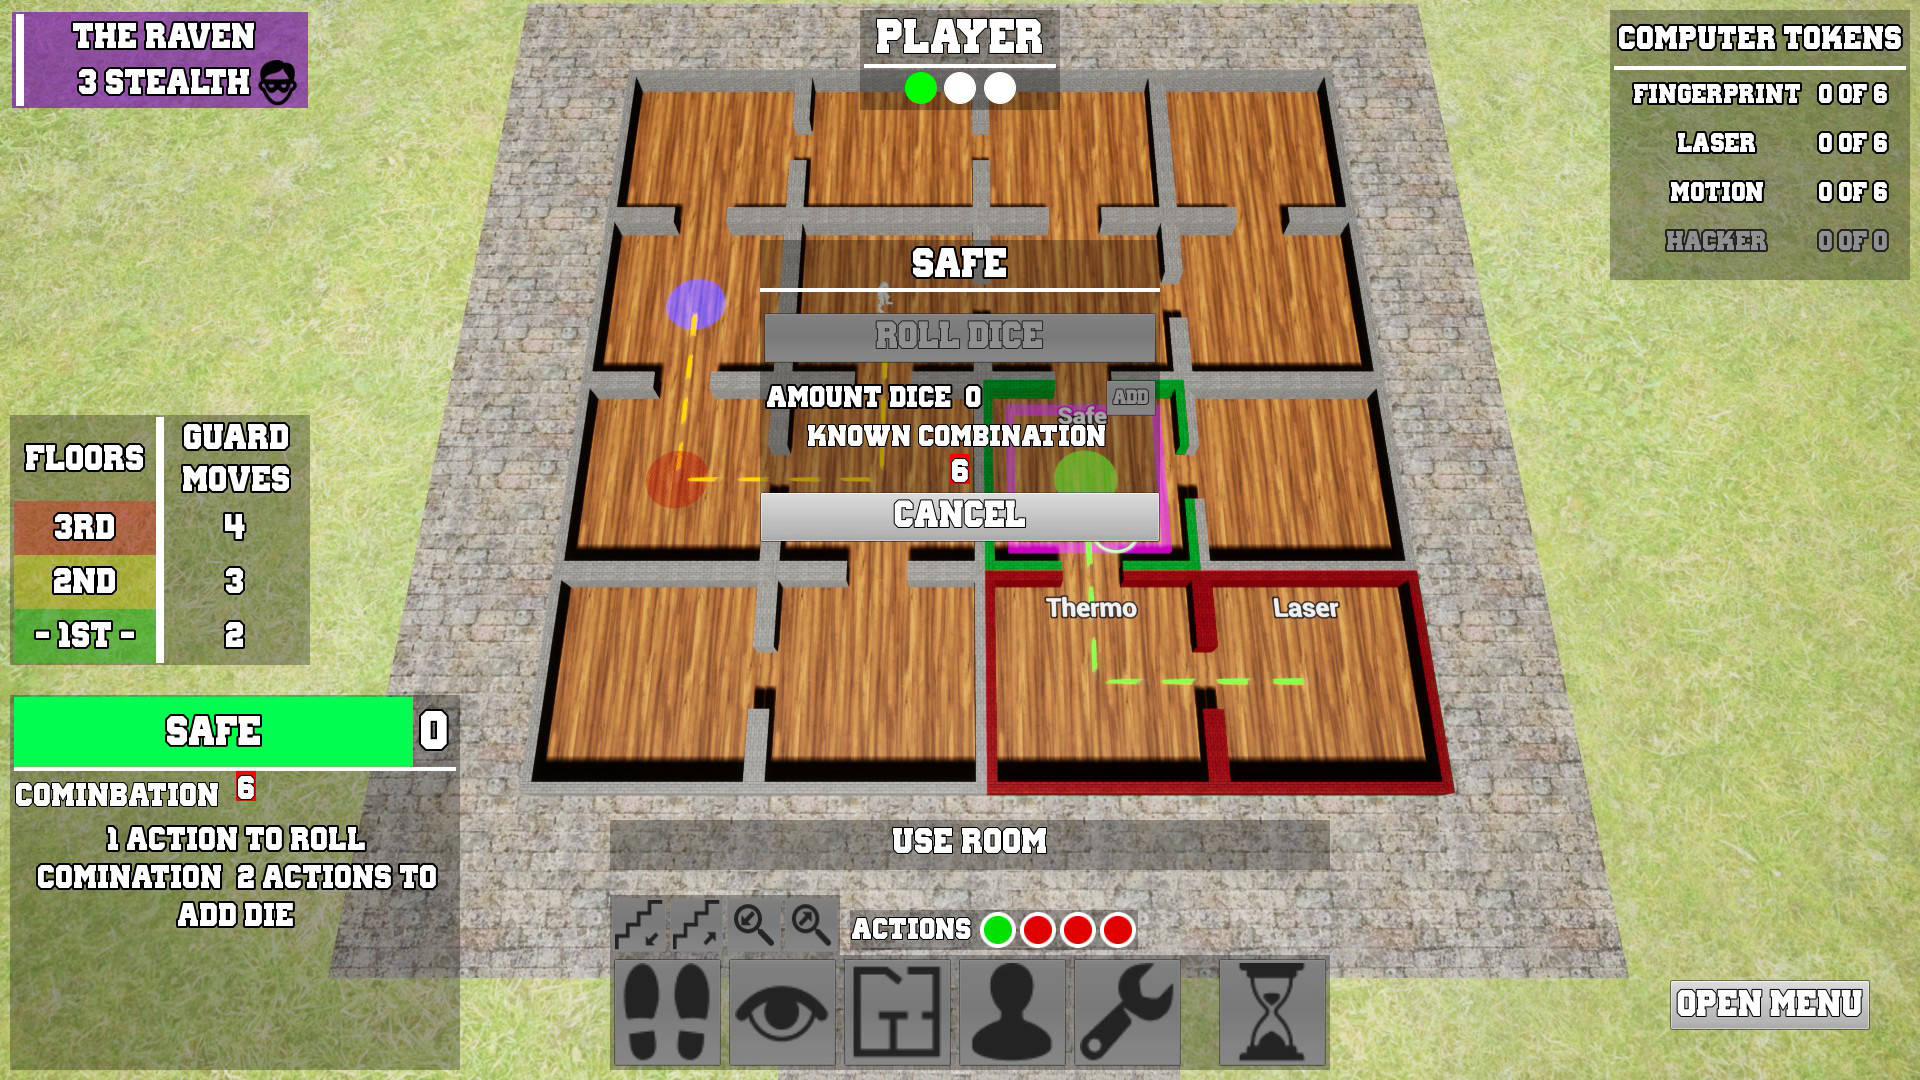 THE RAVEN
3 STEALTH
PLAYER
COMPUTER TOKENS
FINGERPRINT 0 OF 6
LASER 0 OF 6
MOTION 0 OF 6
HACKER 0 OF 0
SAFE
ROLL DICE
AMOUNT DICE 0
ADD
Safe
KNOWN COMBINATION
6
CANCEL
FLOORS
GUARD
MOVES
3RD 4
2ND 3
- 1ST - 2
Thermo
Laser
SAFE 0
COMINBATION 6
1 ACTION TO ROLL
COMINATION 2 ACTIONS TO
ADD DIE
USE ROOM
ACTIONS
OPEN MENU